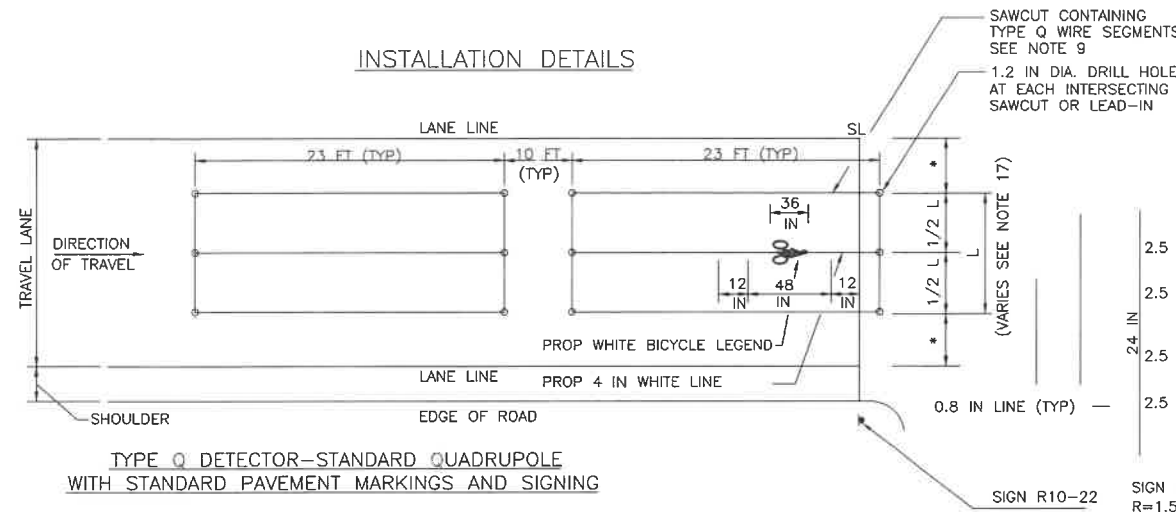 INSTALLATION DETAILS
SAWCUT CONTAINING
TYPE Q WIRE SEGMENTS
SEE NOTE 9
1.2 IN DIA. DRILL HOLE
AT EACH INTERSECTING
SAWCUT OR LEAD-IN
LANE LINE
SL
23 FT (TYP)
10 FT
(TYP)
23 FT (TYP)
TRAVEL LANE
DIRECTION
OF TRAVEL
36
IN
12
IN
48
IN
12
IN
*
1/2 L
1/2 L
*
L
(VARIES SEE NOTE 17)
PROP WHITE BICYCLE LEGEND
PROP 4 IN WHITE LINE
LANE LINE
SHOULDER
EDGE OF ROAD
2.5
2.5
2.5
2.5
24 IN
0.8 IN LINE (TYP)
TYPE Q DETECTOR-STANDARD QUADRUPOLE
WITH STANDARD PAVEMENT MARKINGS AND SIGNING
SIGN R10-22
SIGN
R=1.5